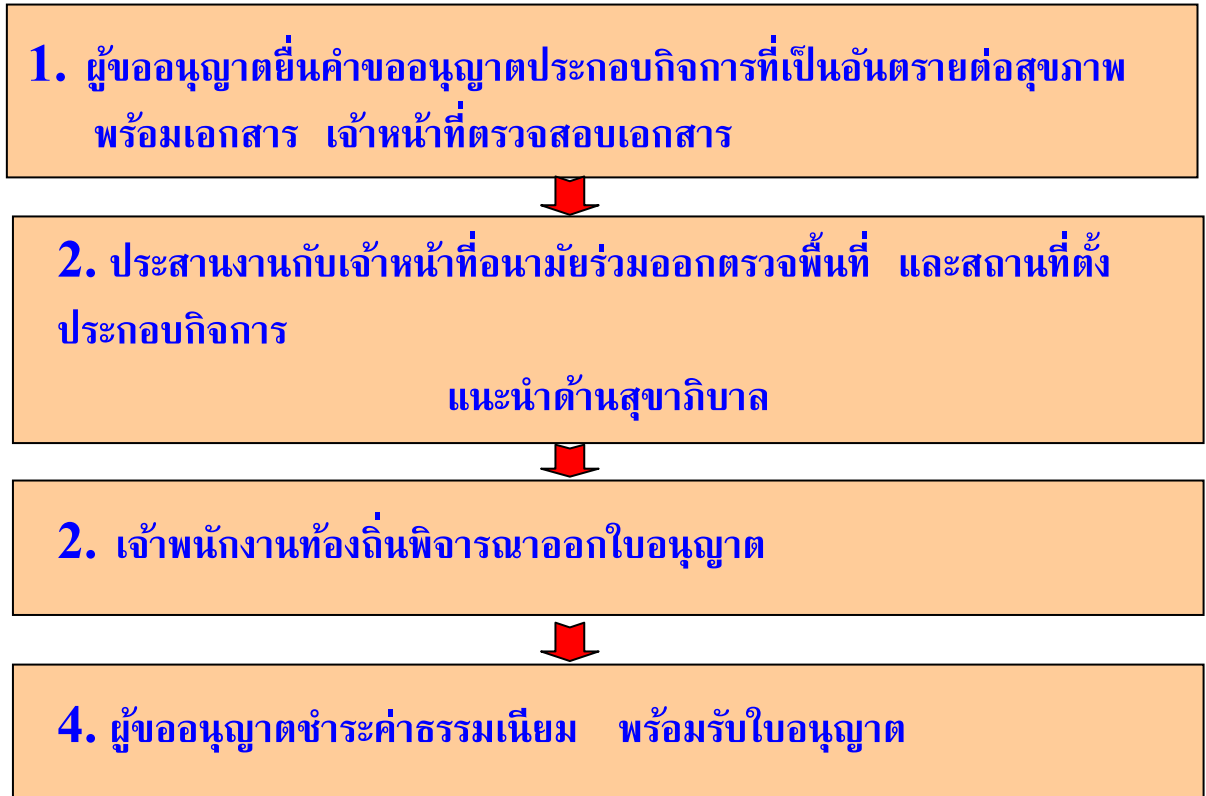 1. ผู้ขออนุญาตยื่นคำขออนุญาตประกอบกิจการที่เป็นอันตรายต่อสุขภาพ
พร้อมเอกสาร เจ้าหน้าที่ตรวจสอบเอกสาร
2. ประสานงานกับเจ้าหน้าที่อนามัยร่วมออกตรวจพื้นที่ และสถานที่ตั้ง
ประกอบกิจการ
แนะนำด้านสุขาภิบาล
2. เจ้าพนักงานท้องถิ่นพิจารณาออกใบอนุญาต
4. ผู้ขออนุญาตชำระค่าธรรมเนียม พร้อมรับใบอนุญาต